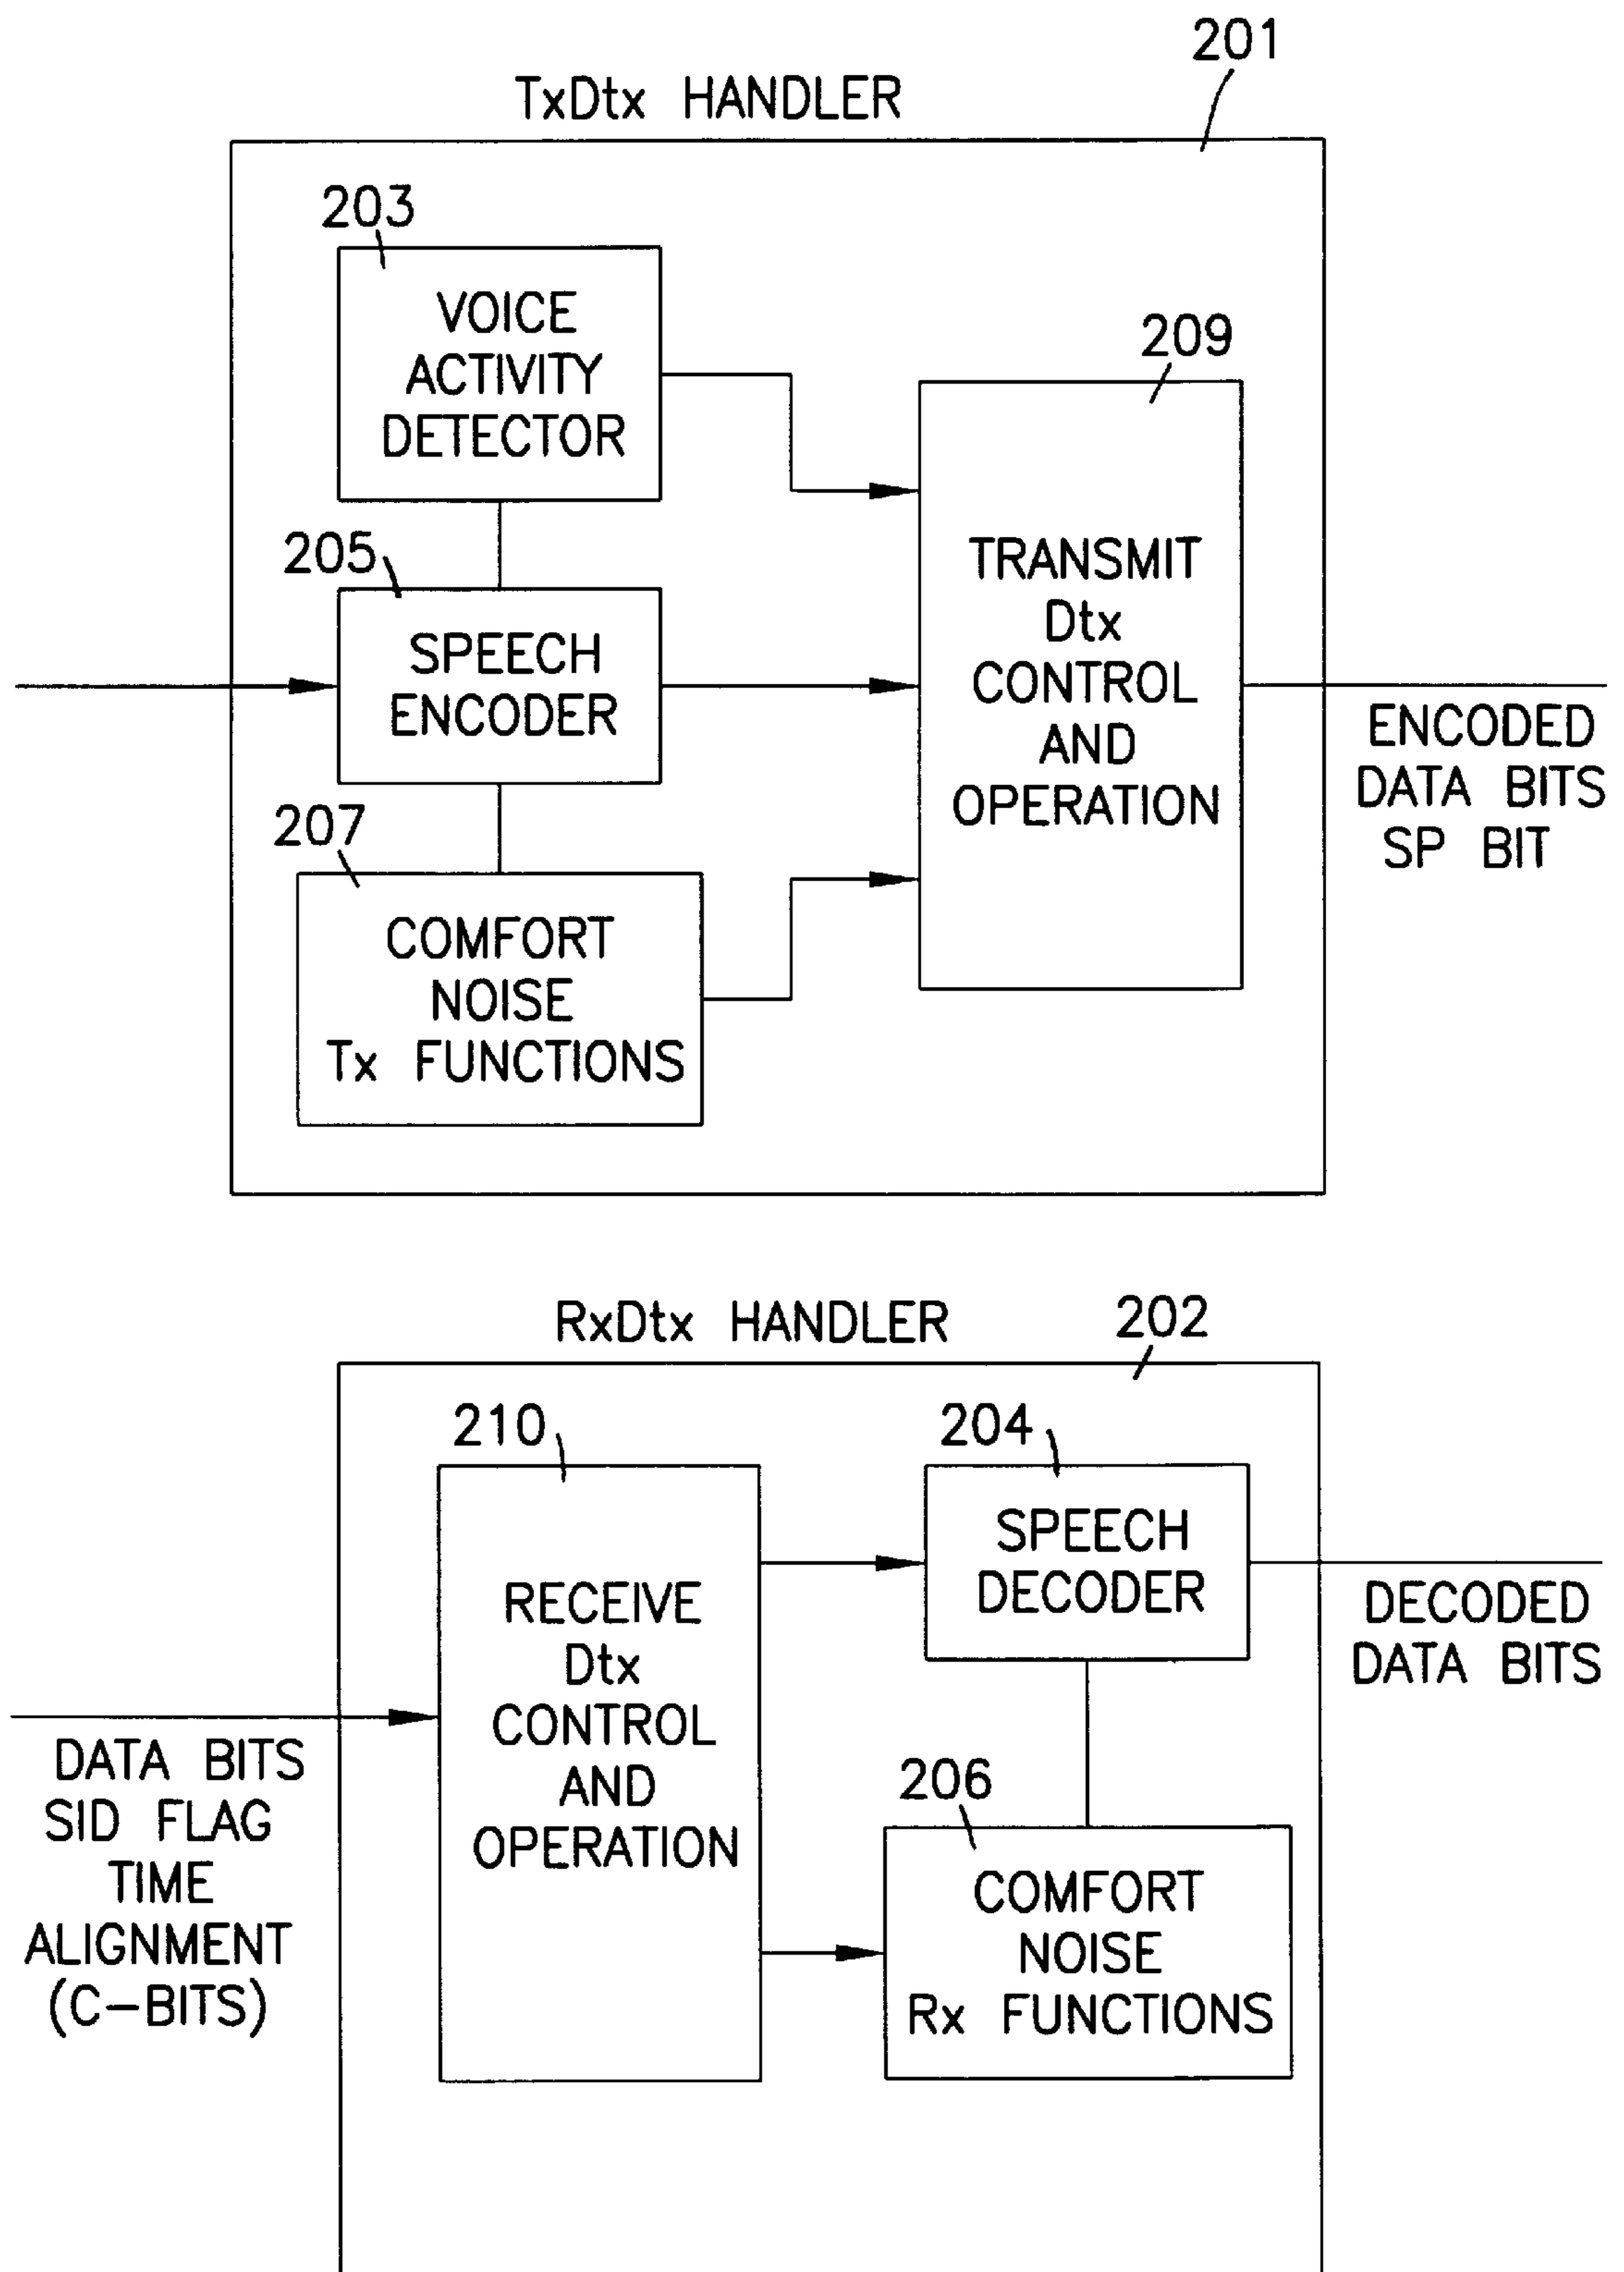 201
TxDtx HANDLER
203
VOICE
ACTIVITY
DETECTOR
209
205
SPEECH
ENCODER
TRANSMIT
Dtx
CONTROL
AND
OPERATION
ENCODED
DATA BITS
SP BIT
207
COMFORT
NOISE
Tx FUNCTIONS
RxDtx HANDLER
202
210
RECEIVE
Dtx
CONTROL
AND
OPERATION
204
SPEECH
DECODER
DECODED
DATA BITS
DATA BITS
SID FLAG
TIME
ALIGNMENT
(C-BITS)
206
COMFORT
NOISE
Rx FUNCTIONS